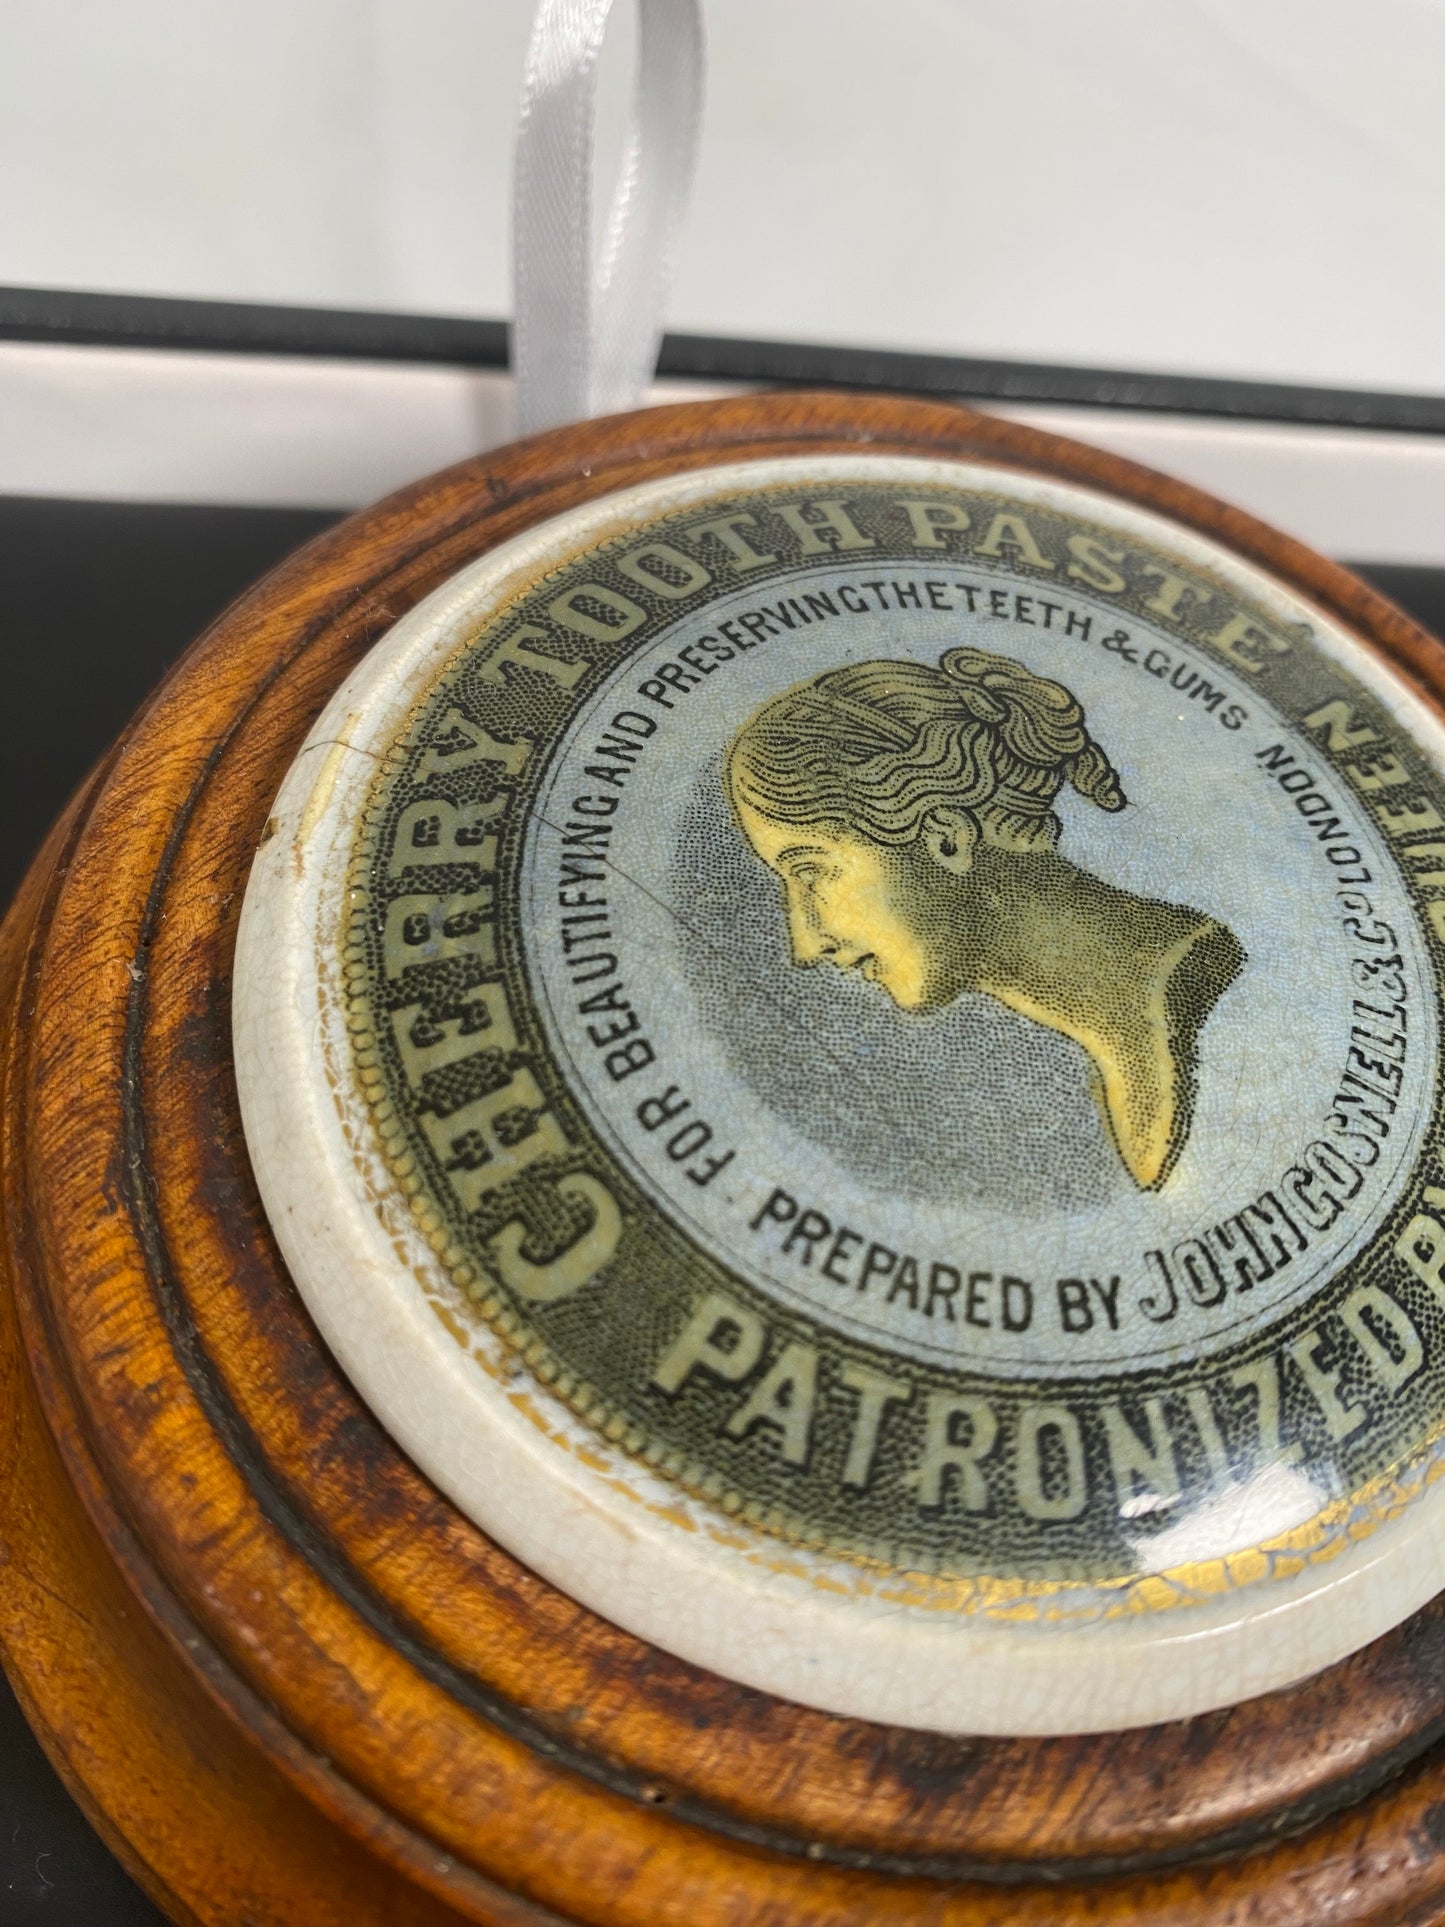 CHERRY TOOTH PASTE
PATRONIZED
FOR BEAUTIFYING AND PRESERVING THE TEETH & GUMS
PREPARED BY JOHN GOSNELL & CO LONDON